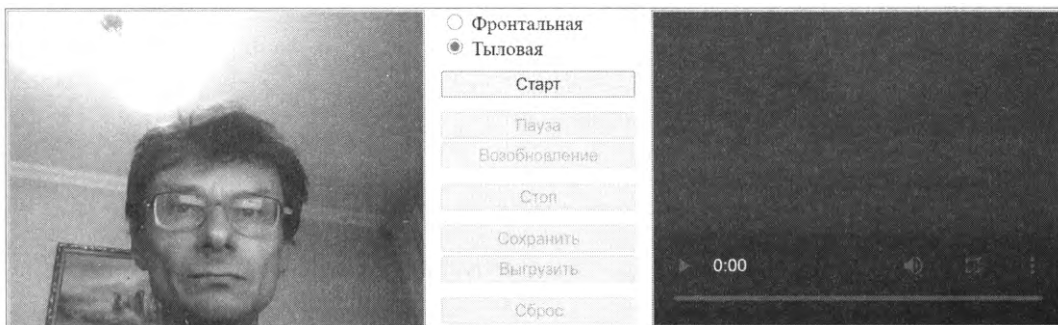 Фронтальная
Тыловая
Старт
Пауза
Возобновление
Стоп
Сохранить
Выгрузить
Сброс
0:00